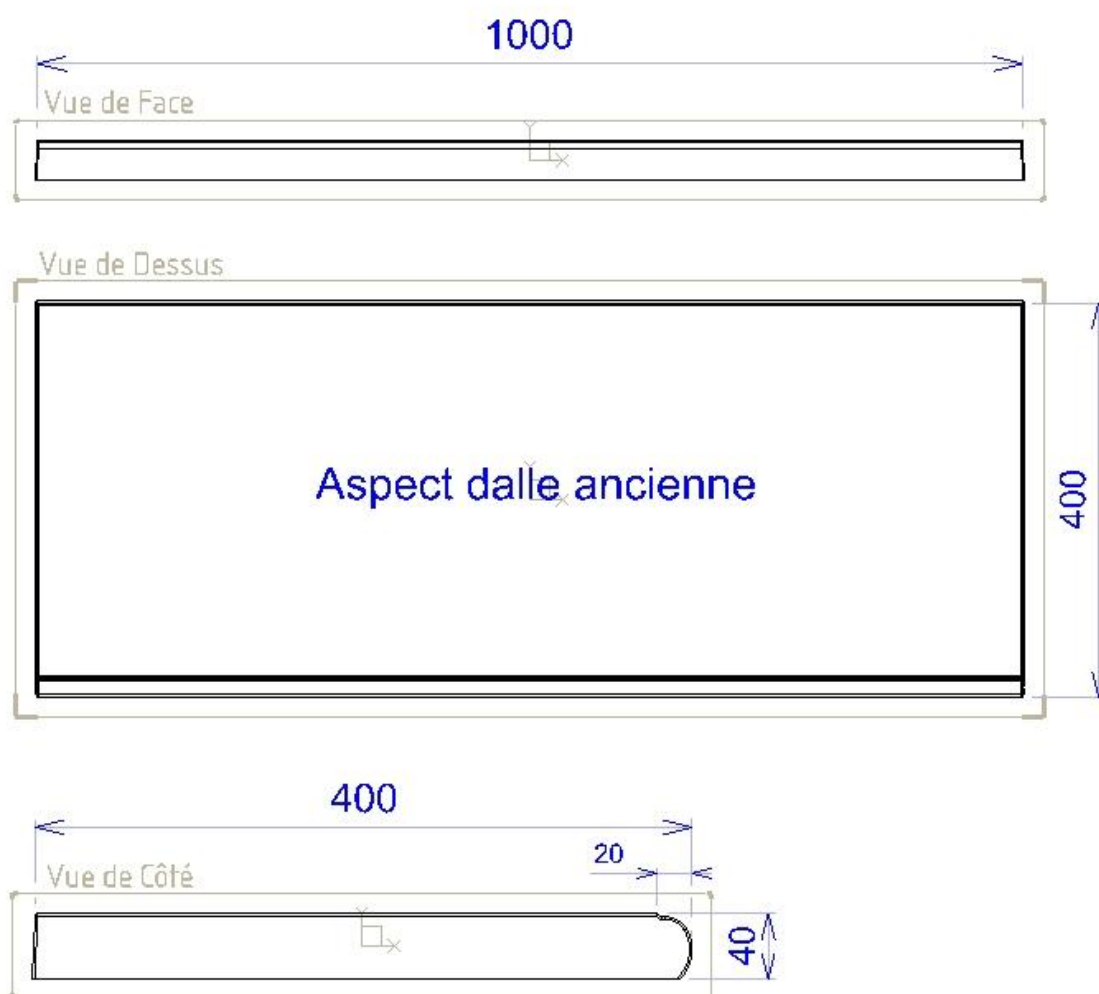 1000
Vue de Face
Vue de Dessus
Aspect dalle ancienne
400
400
20
Vue de Côté
40